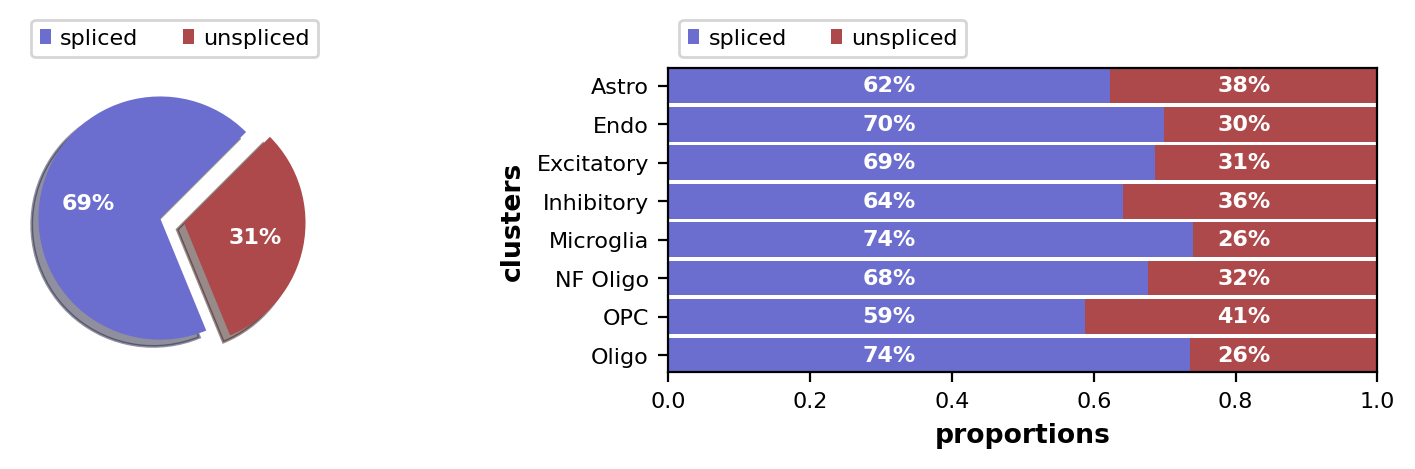 spliced unspliced
69%
31%
spliced unspliced
clusters
Astro 62% 38%
Endo 70% 30%
Excitatory 69% 31%
Inhibitory 64% 36%
Microglia 74% 26%
NF Oligo 68% 32%
OPC 59% 41%
Oligo 74% 26%
0.0 0.2 0.4 0.6 0.8 1.0
proportions